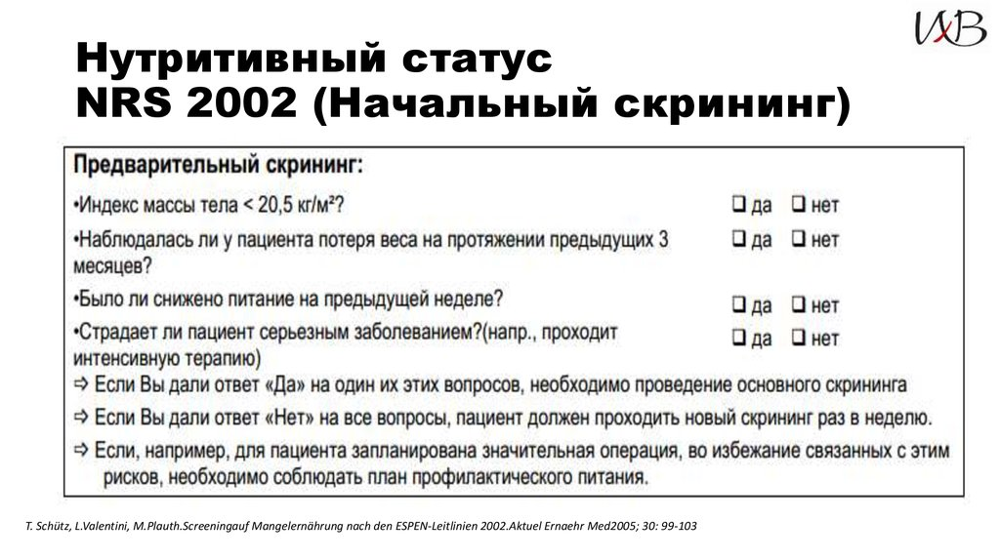 Нутритивный статус
NRS 2002 (Начальный скрининг)
Предварительный скрининг:
•Индекс массы тела < 20,5 кг/м²? ❑ да ❑ нет
•Наблюдалась ли у пациента потеря веса на протяжении предыдущих 3 ❑ да ❑ нет
месяцев?
•Было ли снижено питание на предыдущей неделе? ❑ да ❑ нет
•Страдает ли пациент серьезным заболеванием?(напр., проходит ❑ да ❑ нет
интенсивную терапию)
⇨ Если Вы дали ответ «Да» на один их этих вопросов, необходимо проведение основного скрининга
⇨ Если Вы дали ответ «Нет» на все вопросы, пациент должен проходить новый скрининг раз в неделю.
⇨ Если, например, для пациента запланирована значительная операция, во избежание связанных с этим
рисков, необходимо соблюдать план профилактического питания.
T. Schütz, L.Valentini, M.Plauth.Screeningauf Mangelernährung nach den ESPEN-Leitlinien 2002.Aktuel Ernaehr Med2005; 30: 99-103